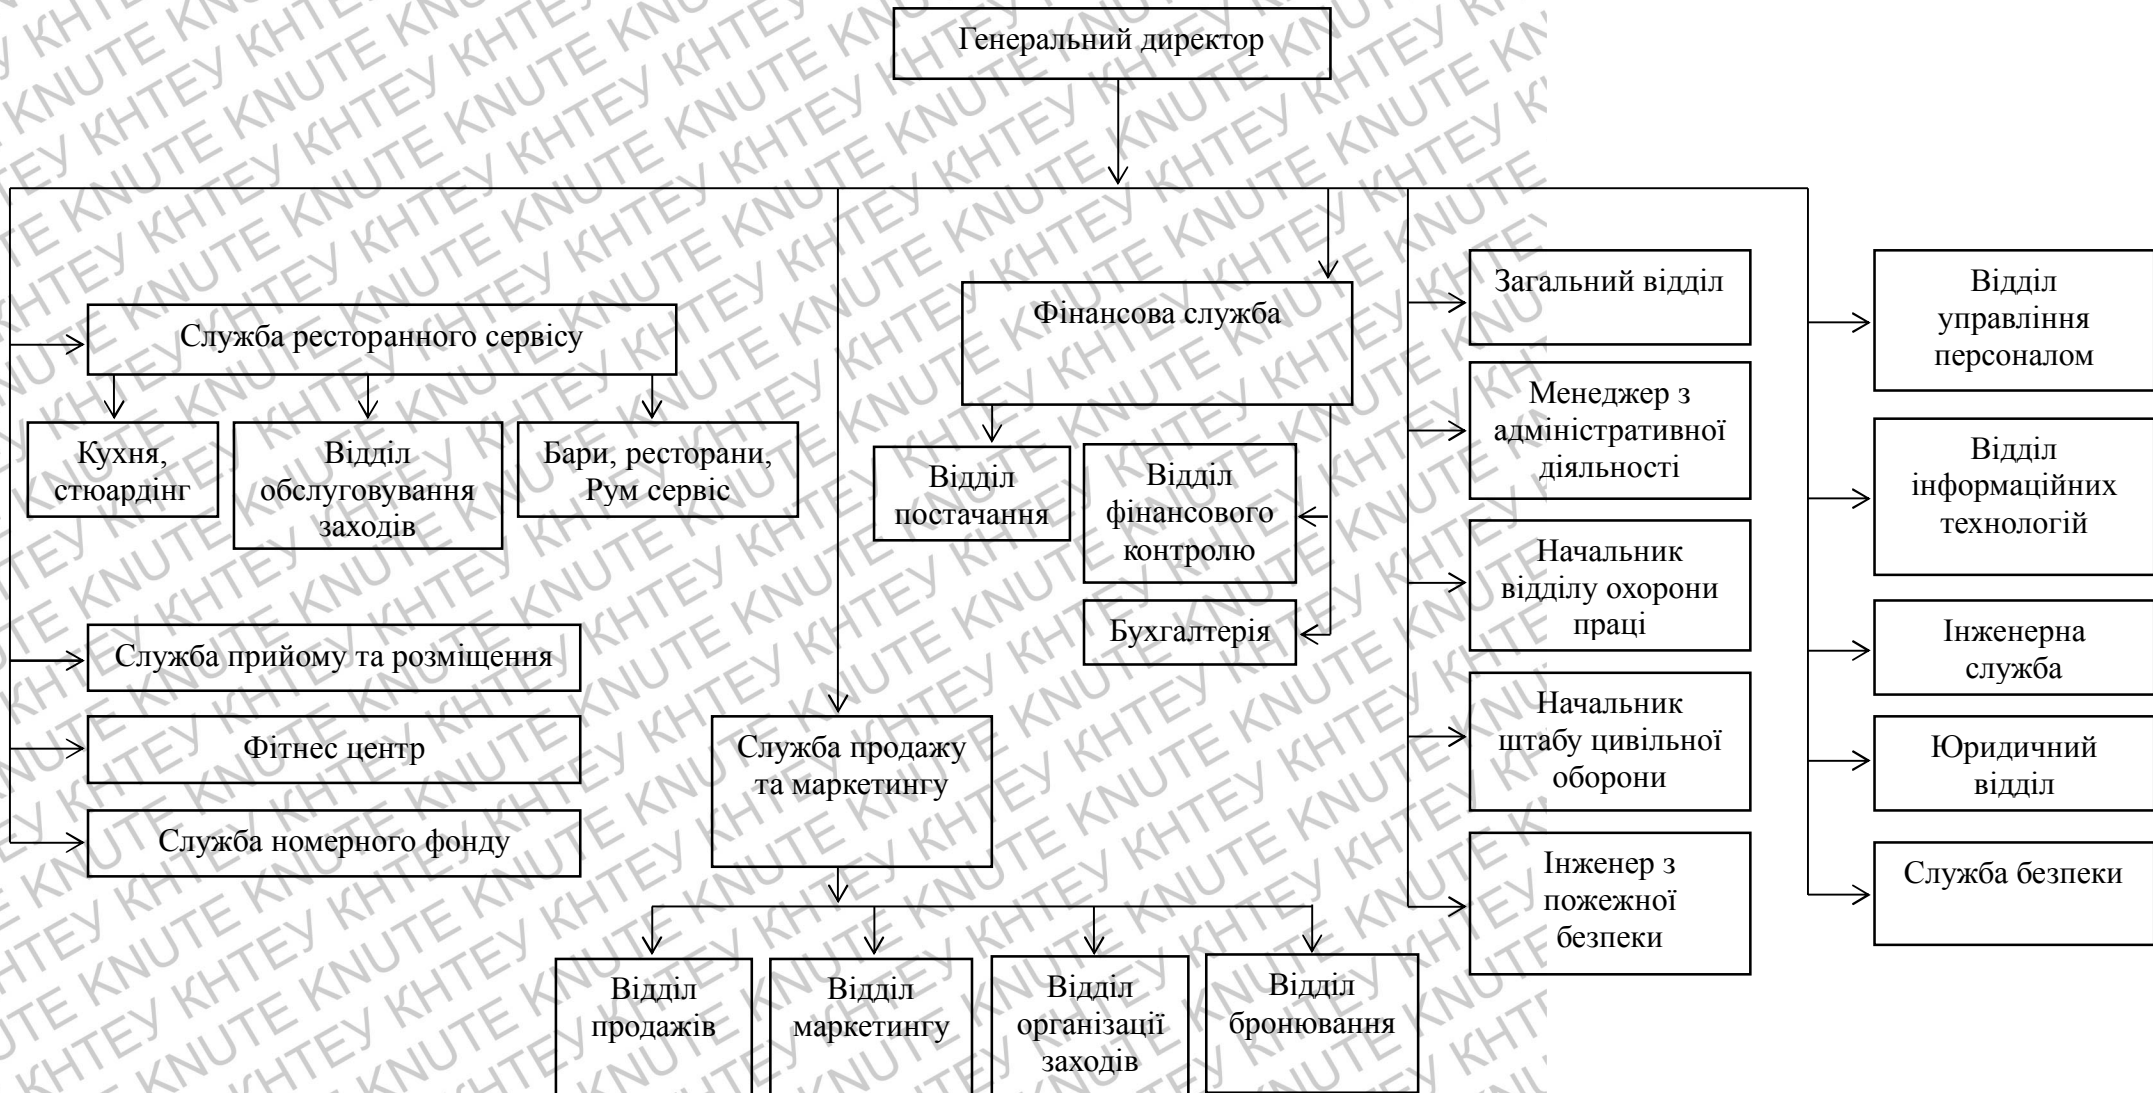 Генеральний директор
Служба ресторанного сервісу
Кухня,
стюардінг
Відділ
обслуговування
заходів
Бари, ресторани,
Рум сервіс
Служба прийому та розміщення
Фітнес центр
Служба номерного фонду
Служба продажу
та маркетингу
Відділ
продажів
Відділ
маркетингу
Відділ
організації
заходів
Відділ
бронювання
Фінансова служба
Відділ
постачання
Відділ
фінансового
контролю
Бухгалтерія
Загальний відділ
Менеджер з
адміністративної
діяльності
Начальник
відділу охорони
праці
Начальник
штабу цивільної
оборони
Інженер з
пожежної
безпеки
Відділ
управління
персоналом
Відділ
інформаційних
технологій
Інженерна
служба
Юридичний
відділ
Служба безпеки
KNUTE КНТЕУ